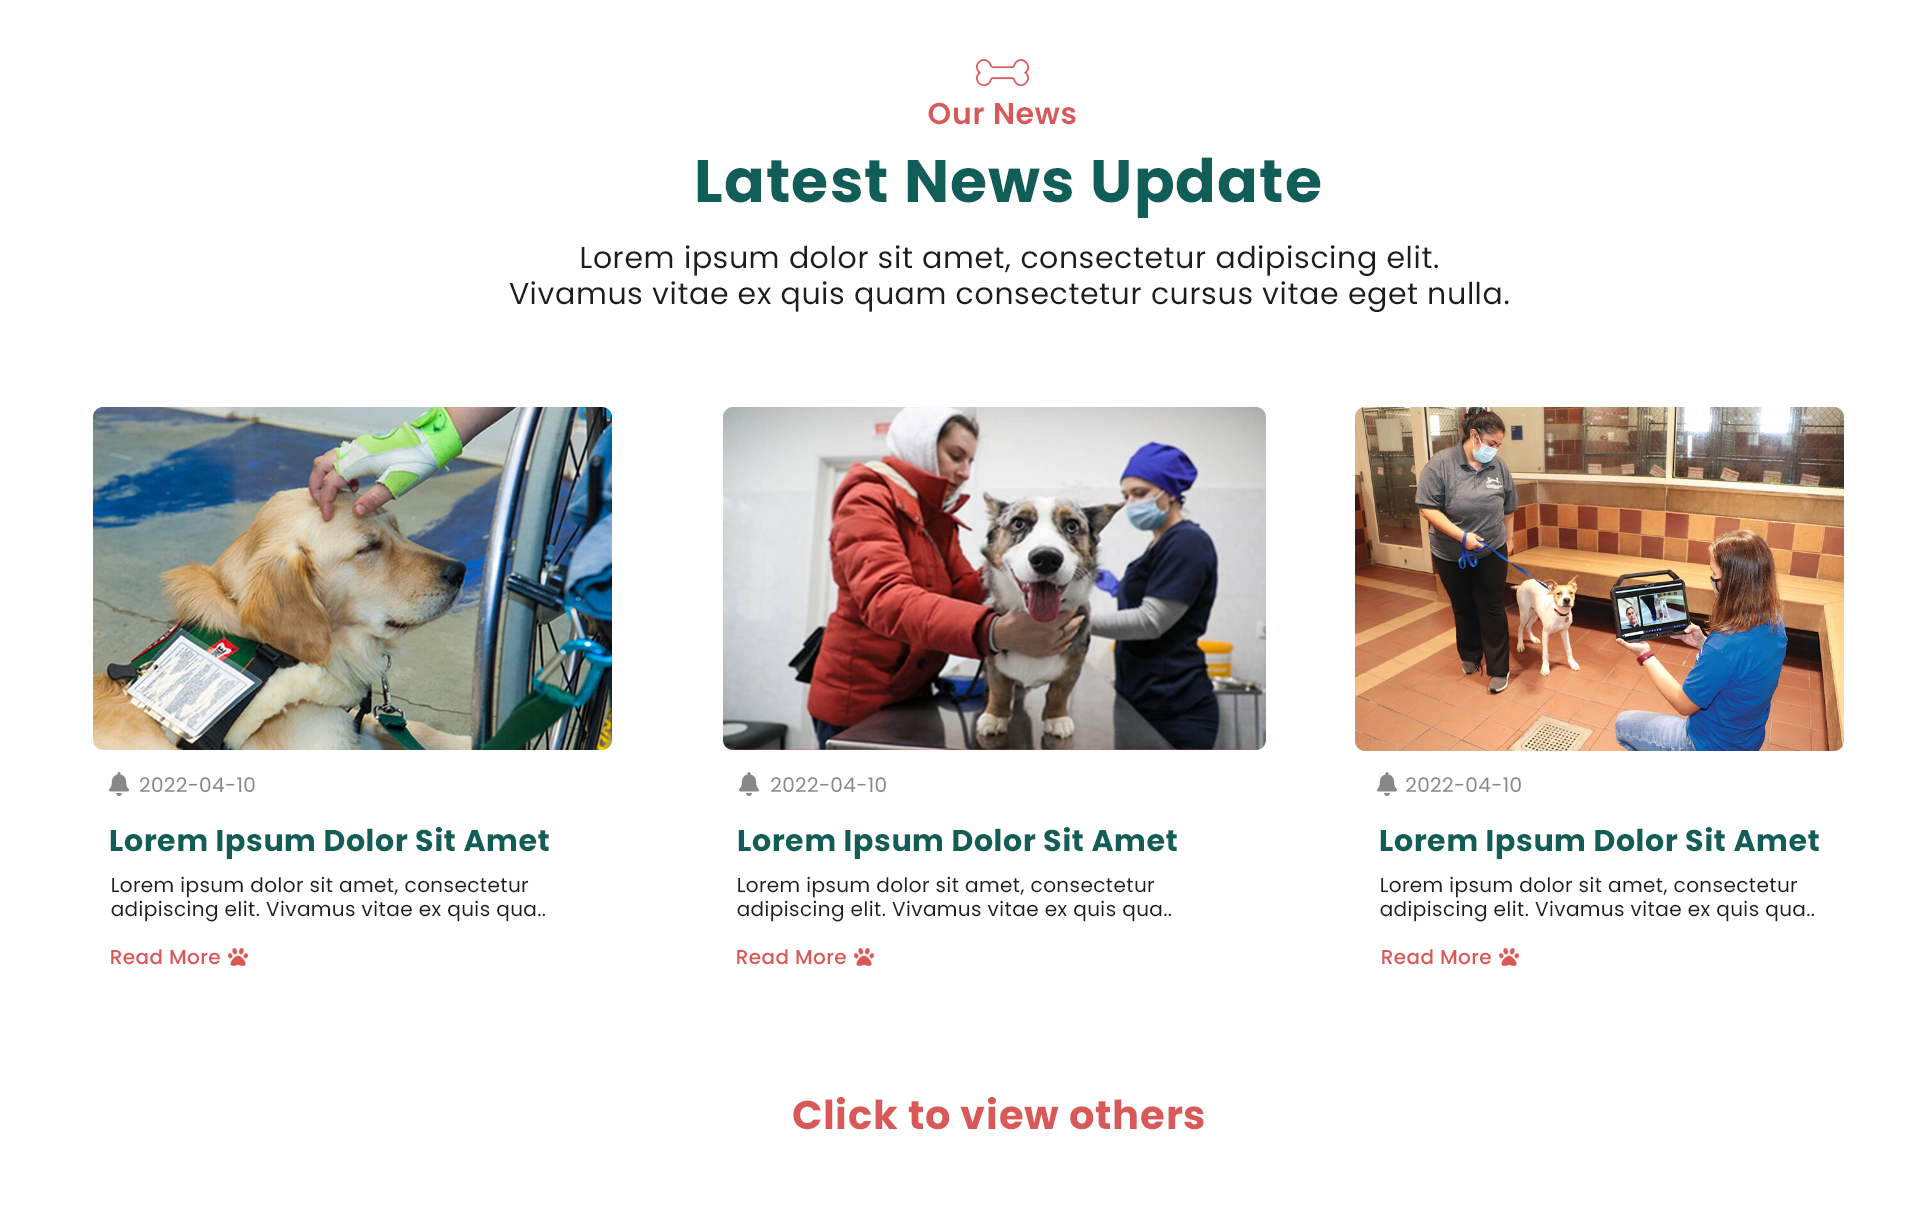 Our News
Latest News Update
Lorem ipsum dolor sit amet, consectetur adipiscing elit.
Vivamus vitae ex quis quam consectetur cursus vitae eget nulla.
2022-04-10
Lorem Ipsum Dolor Sit Amet
Lorem ipsum dolor sit amet, consectetur
adipiscing elit. Vivamus vitae ex quis qua..
Read More
2022-04-10
Lorem Ipsum Dolor Sit Amet
Lorem ipsum dolor sit amet, consectetur
adipiscing elit. Vivamus vitae ex quis qua..
Read More
2022-04-10
Lorem Ipsum Dolor Sit Amet
Lorem ipsum dolor sit amet, consectetur
adipiscing elit. Vivamus vitae ex quis qua..
Read More
Click to view others